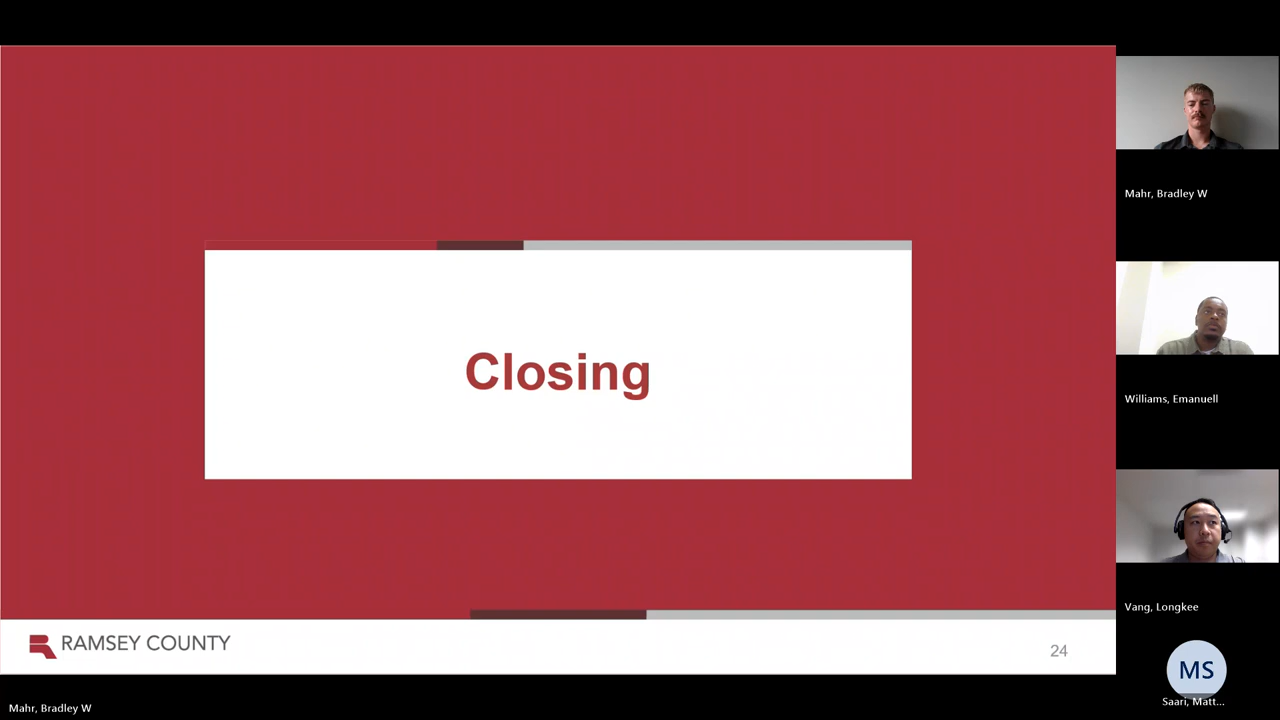 Closing
RAMSEY COUNTY
24
Mahr, Bradley W
Mahr, Bradley W
Williams, Emanuell
Vang, Longkee
MS
Saari, Matt...